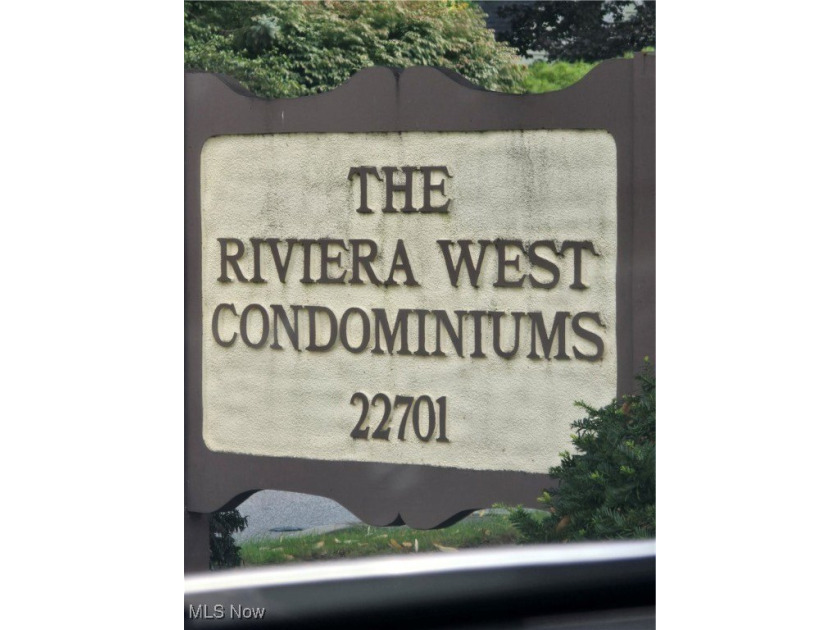 THE
RIVIERA WEST
CONDOMINIUMS
22701
MLS Now